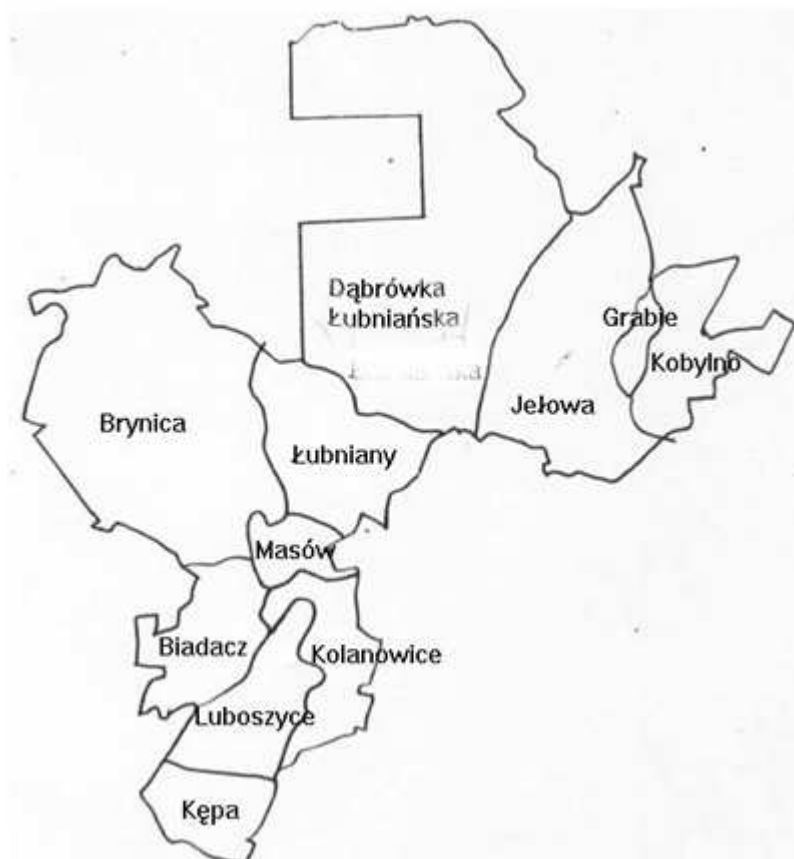 Dąbrówka
Łubniańska
Grabie
Kobylno
Jełowa
Brynica
Łubniany
Masów
Biadacz
Kolanowice
Luboszyce
Kępa